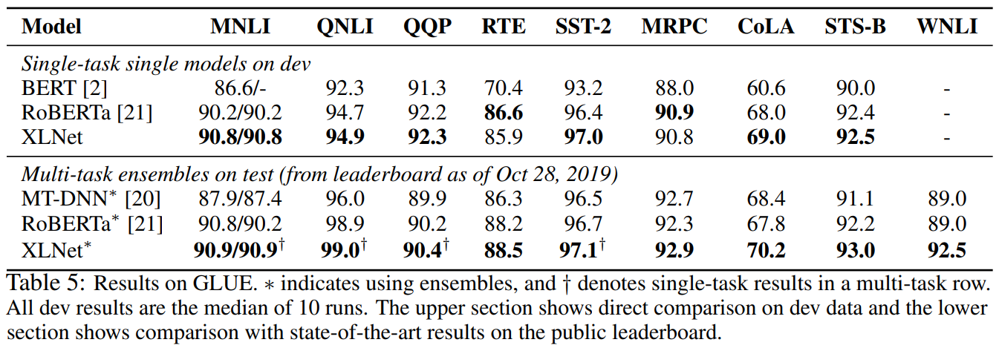 Model MNLI QNLI QQP RTE SST-2 MRPC CoLA STS-B WNLI
Single-task single models on dev
BERT [2] 86.6/- 92.3 91.3 70.4 93.2 88.0 60.6 90.0 -
RoBERTa [21] 90.2/90.2 94.7 92.2 86.6 96.4 90.9 68.0 92.4 -
XLNet 90.8/90.8 94.9 92.3 85.9 97.0 90.8 69.0 92.5 -
Multi-task ensembles on test (from leaderboard as of Oct 28, 2019)
MT-DNN∗ [20] 87.9/87.4 96.0 89.9 86.3 96.5 92.7 68.4 91.1 89.0
RoBERTa∗ [21] 90.8/90.2 98.9 90.2 88.2 96.7 92.3 67.8 92.2 89.0
XLNet∗ 90.9/90.9† 99.0† 90.4† 88.5 97.1† 92.9 70.2 93.0 92.5
Table 5: Results on GLUE. ∗ indicates using ensembles, and † denotes single-task results in a multi-task row.
All dev results are the median of 10 runs. The upper section shows direct comparison on dev data and the lower
section shows comparison with state-of-the-art results on the public leaderboard.